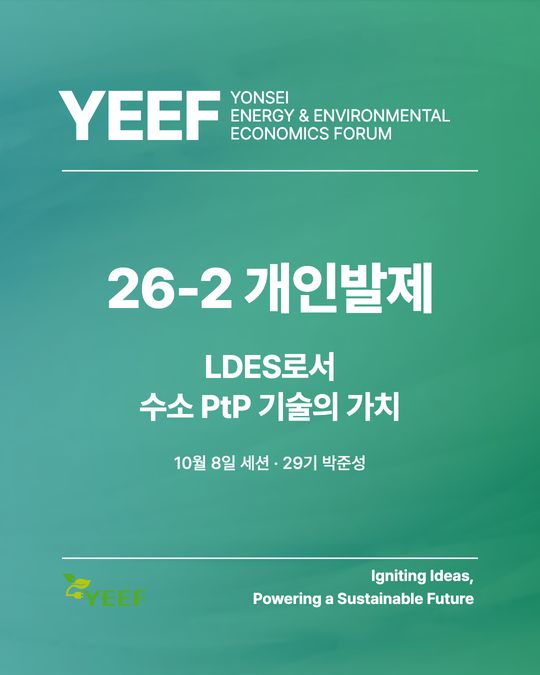 YEEF
YONSEI
ENERGY & ENVIRONMENTAL
ECONOMICS FORUM
26-2 개인발제
LDES로서
수소 PtP 기술의 가치
10월 8일 세션 · 29기 박준성
YEEF
Igniting Ideas,
Powering a Sustainable Future